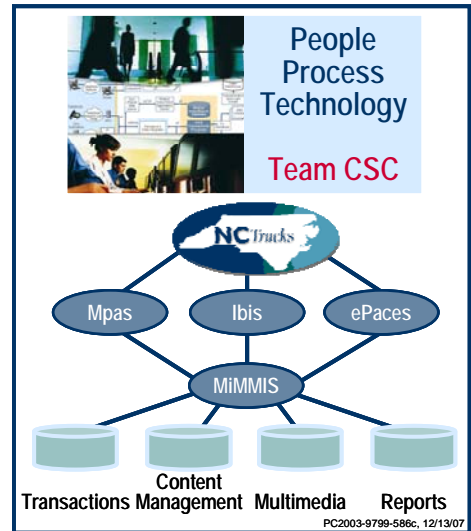 People
Process
Technology
Team CSC
NCTrucks
Mpas
Ibis
ePaces
MiMMIS
Transactions
Content
Management
Multimedia
Reports
PC2003-9799-586c, 12/13/07